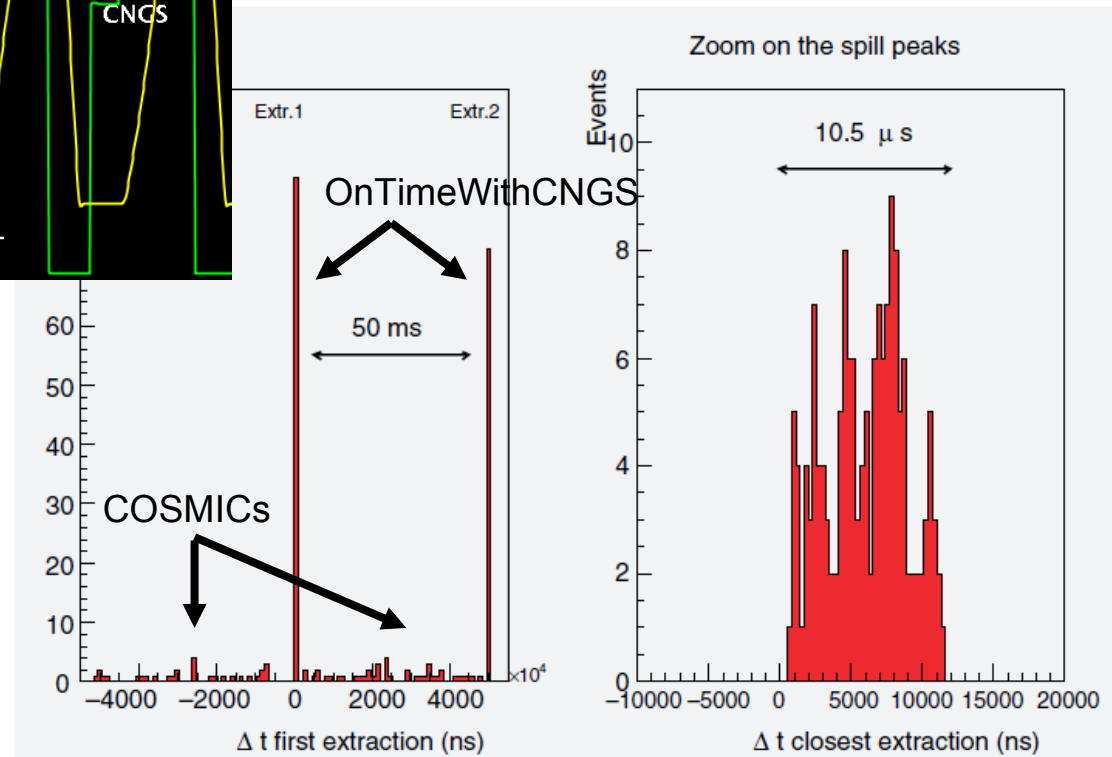 CNGS
Zoom on the spill peaks
Extr.1 Extr.2
Events
10.5 μ s
OnTimeWithCNGS
50 ms
COSMICs
60
50
40
30
20
10
0
−4000 −2000 0 2000 4000
×10⁴
Δ t first extraction (ns)
10
8
6
4
2
0
−10000 −5000 0 5000 10000 15000 20000
Δ t closest extraction (ns)